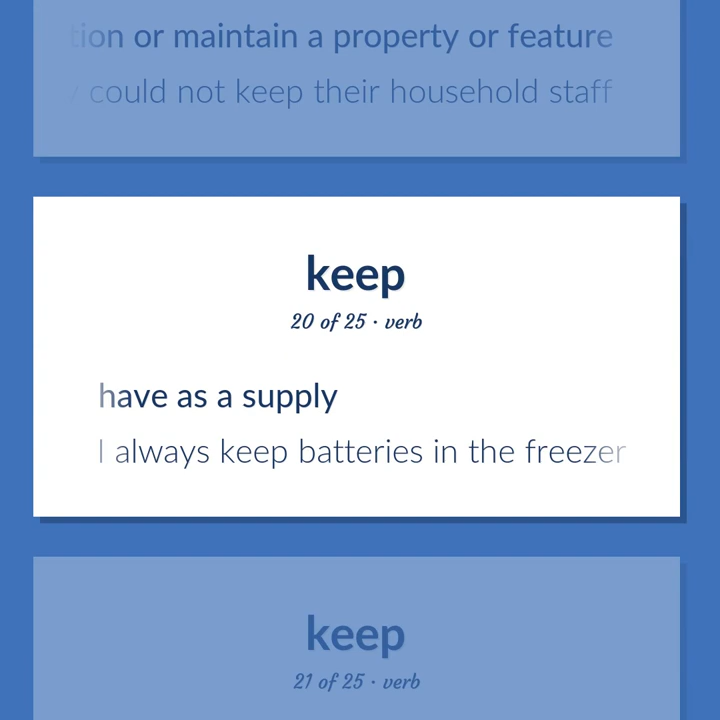 or maintain a property or feature
could not keep their household staff
keep
20 of 25 · verb
have as a supply
I always keep batteries in the freezer
keep
21 of 25 · verb